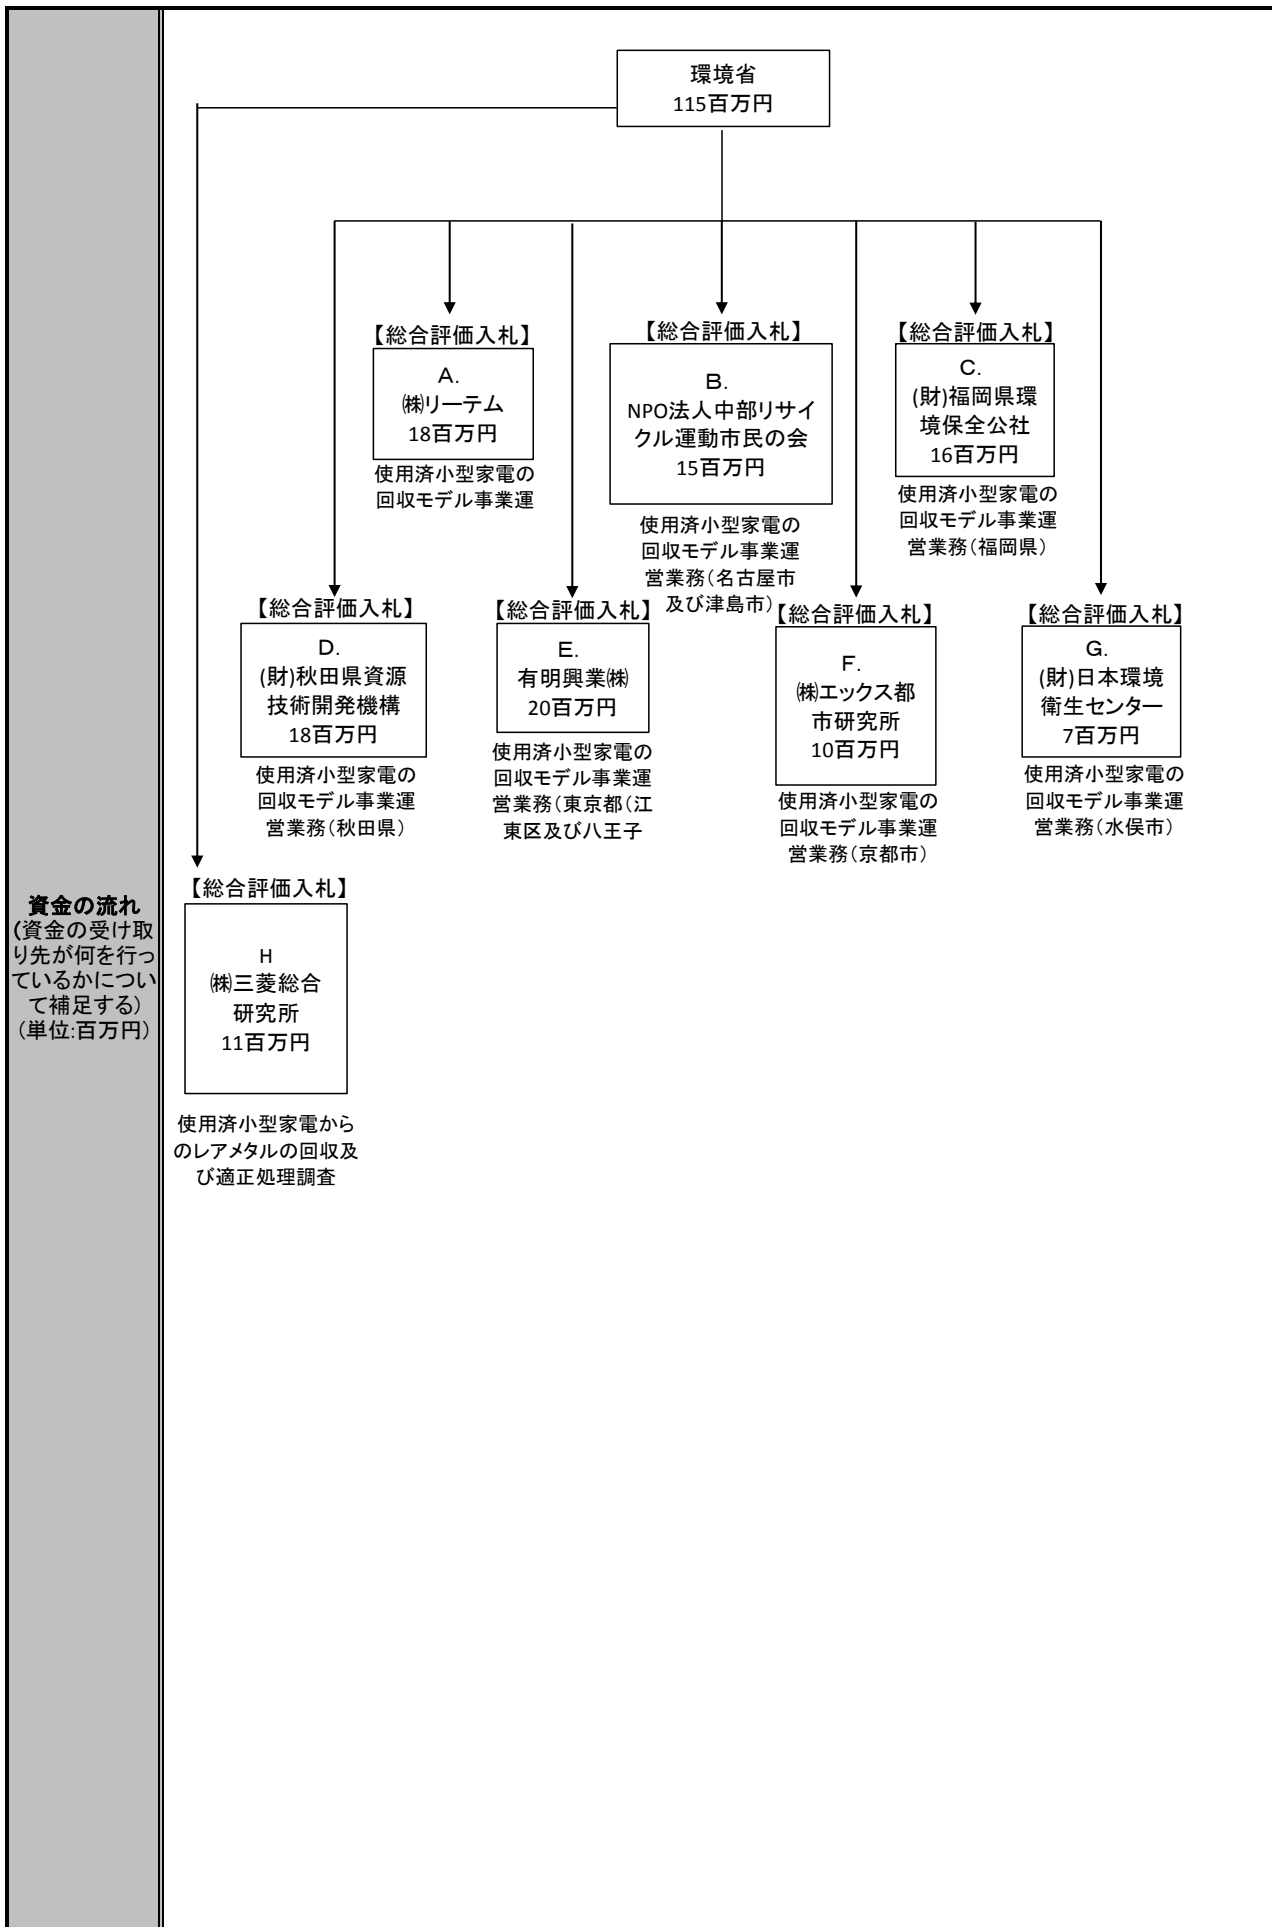 資金の流れ
(資金の受け取
り先が何を行っ
ているかについ
て補足する)
(単位:百万円)
環境省
115百万円
【総合評価入札】
A.
㈱リーテム
18百万円
使用済小型家電の
回収モデル事業運
【総合評価入札】
B.
NPO法人中部リサイ
クル運動市民の会
15百万円
使用済小型家電の
回収モデル事業運
営業務(名古屋市
及び津島市)
【総合評価入札】
C.
(財)福岡県環
境保全公社
16百万円
使用済小型家電の
回収モデル事業運
営業務(福岡県)
【総合評価入札】
D.
(財)秋田県資源
技術開発機構
18百万円
使用済小型家電の
回収モデル事業運
営業務(秋田県)
【総合評価入札】
E.
有明興業㈱
20百万円
使用済小型家電の
回収モデル事業運
営業務(東京都(江
東区及び八王子
【総合評価入札】
F.
㈱エックス都
市研究所
10百万円
使用済小型家電の
回収モデル事業運
営業務(京都市)
【総合評価入札】
G.
(財)日本環境
衛生センター
7百万円
使用済小型家電の
回収モデル事業運
営業務(水俣市)
【総合評価入札】
H
㈱三菱総合
研究所
11百万円
使用済小型家電から
のレアメタルの回収及
び適正処理調査